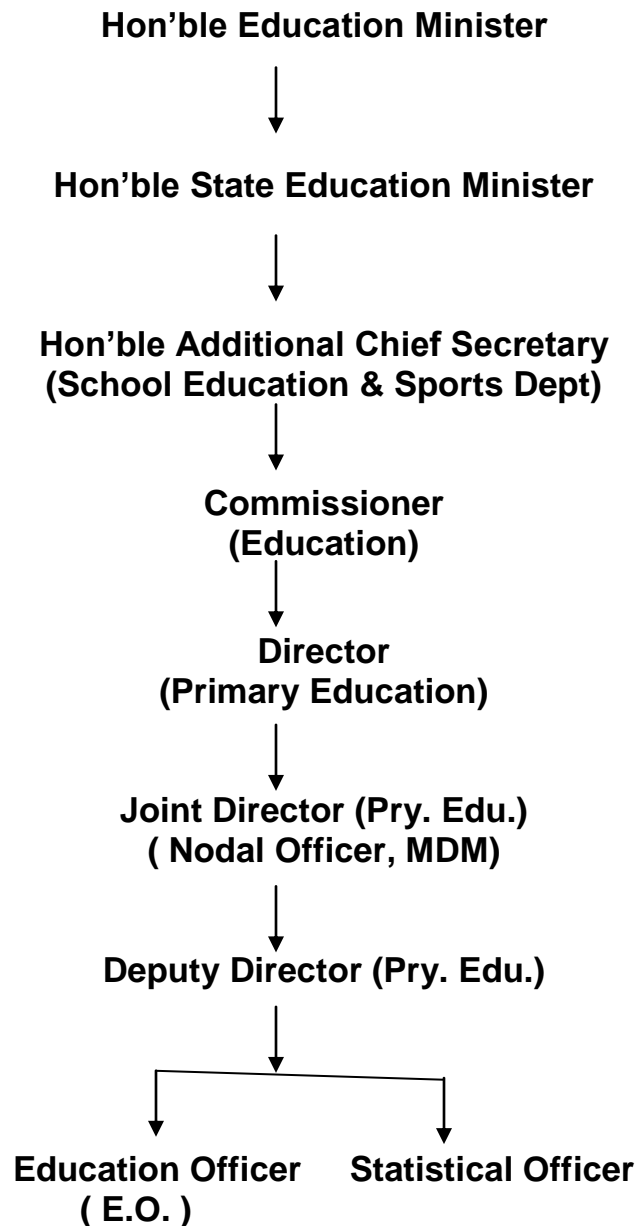 Hon'ble Education Minister
Hon'ble State Education Minister
Hon'ble Additional Chief Secretary
(School Education & Sports Dept)
Commissioner
(Education)
Director
(Primary Education)
Joint Director (Pry. Edu.)
( Nodal Officer, MDM)
Deputy Director (Pry. Edu.)
Education Officer Statistical Officer
( E.O. )